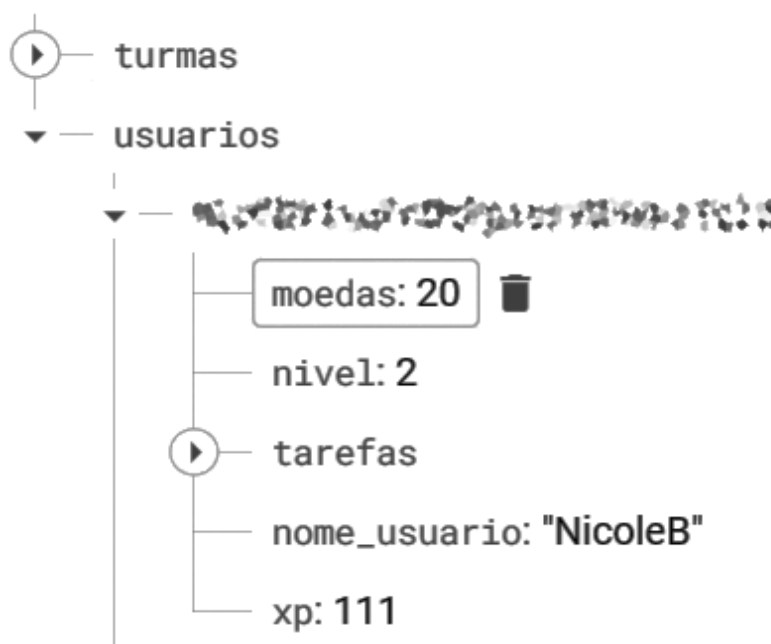 turmas
usuarios
moedas: 20
nivel: 2
tarefas
nome_usuario: "NicoleB"
xp: 111